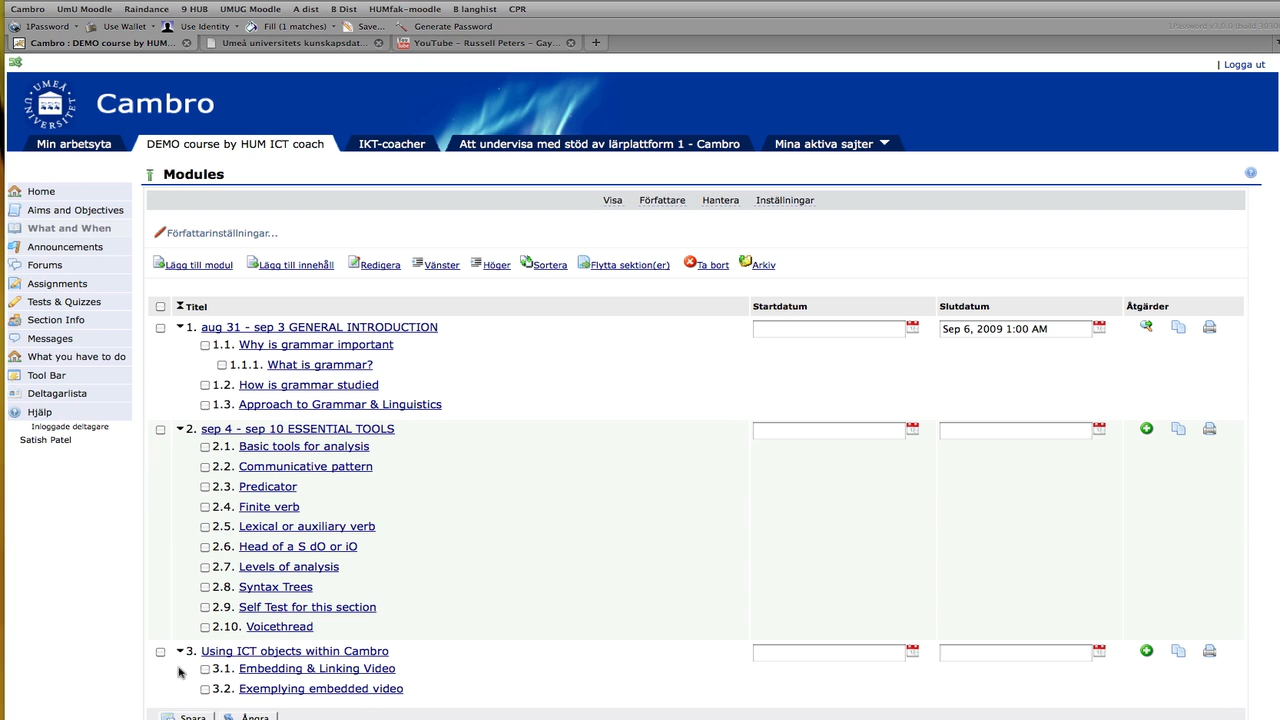 Cambro UmU Moodle Raindance 9 HUB UMUG Moodle A dist B Dist HUMfak-moodle B langhist CPR
1Password Use Wallet Use Identity Fill (1 matches) Save... Generate Password
Cambro : DEMO course by HUM... Umeå universitets kunskapsdat... YouTube – Russell Peters – Gay...
| Logga ut
UMEÅ UNIVERSITET
Cambro
Min arbetsyta DEMO course by HUM ICT coach IKT-coacher Att undervisa med stöd av lärplattform 1 - Cambro Mina aktiva sajter
Modules
Home
Aims and Objectives
What and When
Announcements
Forums
Assignments
Tests & Quizzes
Section Info
Messages
What you have to do
Tool Bar
Deltagarlista
Hjälp
Inloggade deltagare
Satish Patel
Visa Författare Hantera Inställningar
Författarinställningar...
Lägg till modul Lägg till innehåll Redigera Vänster Höger Sortera Flytta sektion(er) Ta bort Arkiv
Titel Startdatum Slutdatum Åtgärder
1. aug 31 - sep 3 GENERAL INTRODUCTION Sep 6, 2009 1:00 AM
1.1. Why is grammar important
1.1.1. What is grammar?
1.2. How is grammar studied
1.3. Approach to Grammar & Linguistics
2. sep 4 - sep 10 ESSENTIAL TOOLS
2.1. Basic tools for analysis
2.2. Communicative pattern
2.3. Predicator
2.4. Finite verb
2.5. Lexical or auxiliary verb
2.6. Head of a S dO or iO
2.7. Levels of analysis
2.8. Syntax Trees
2.9. Self Test for this section
2.10. Voicethread
3. Using ICT objects within Cambro
3.1. Embedding & Linking Video
3.2. Exemplying embedded video
Spara Ångra